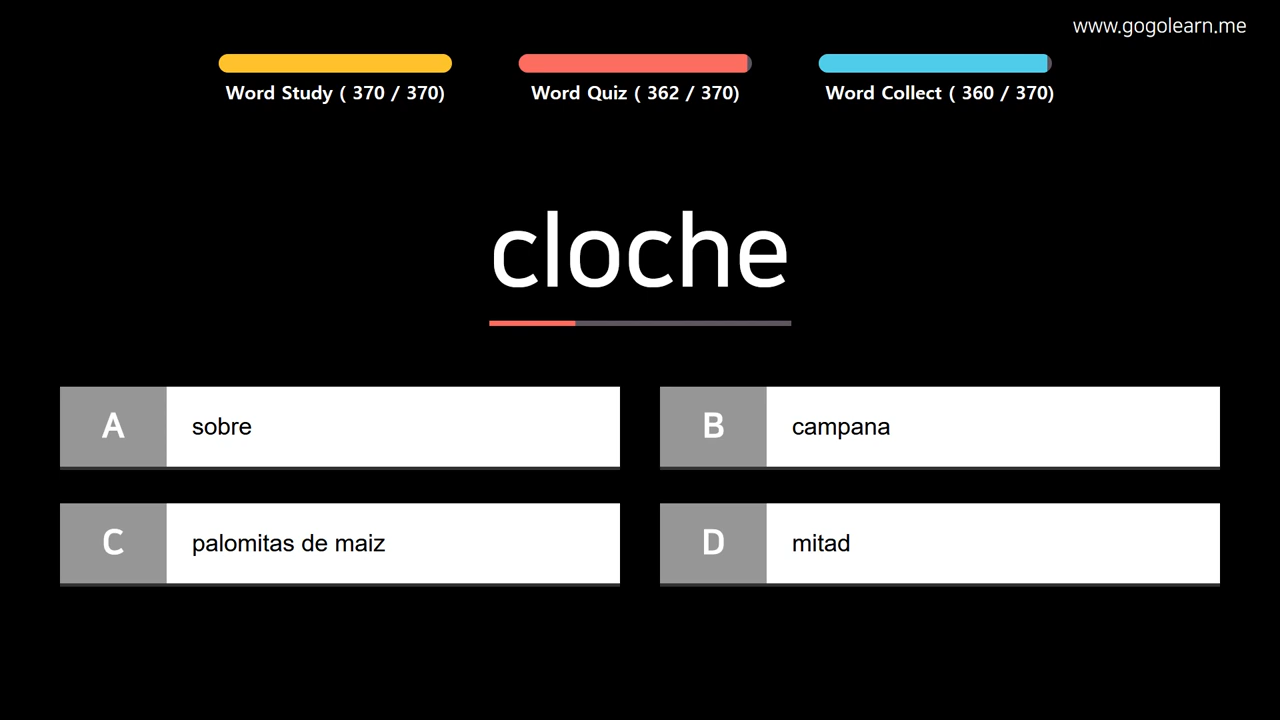 www.gogolearn.me
Word Study ( 370 / 370)
Word Quiz ( 362 / 370)
Word Collect ( 360 / 370)
cloche
A sobre
B campana
C palomitas de maiz
D mitad